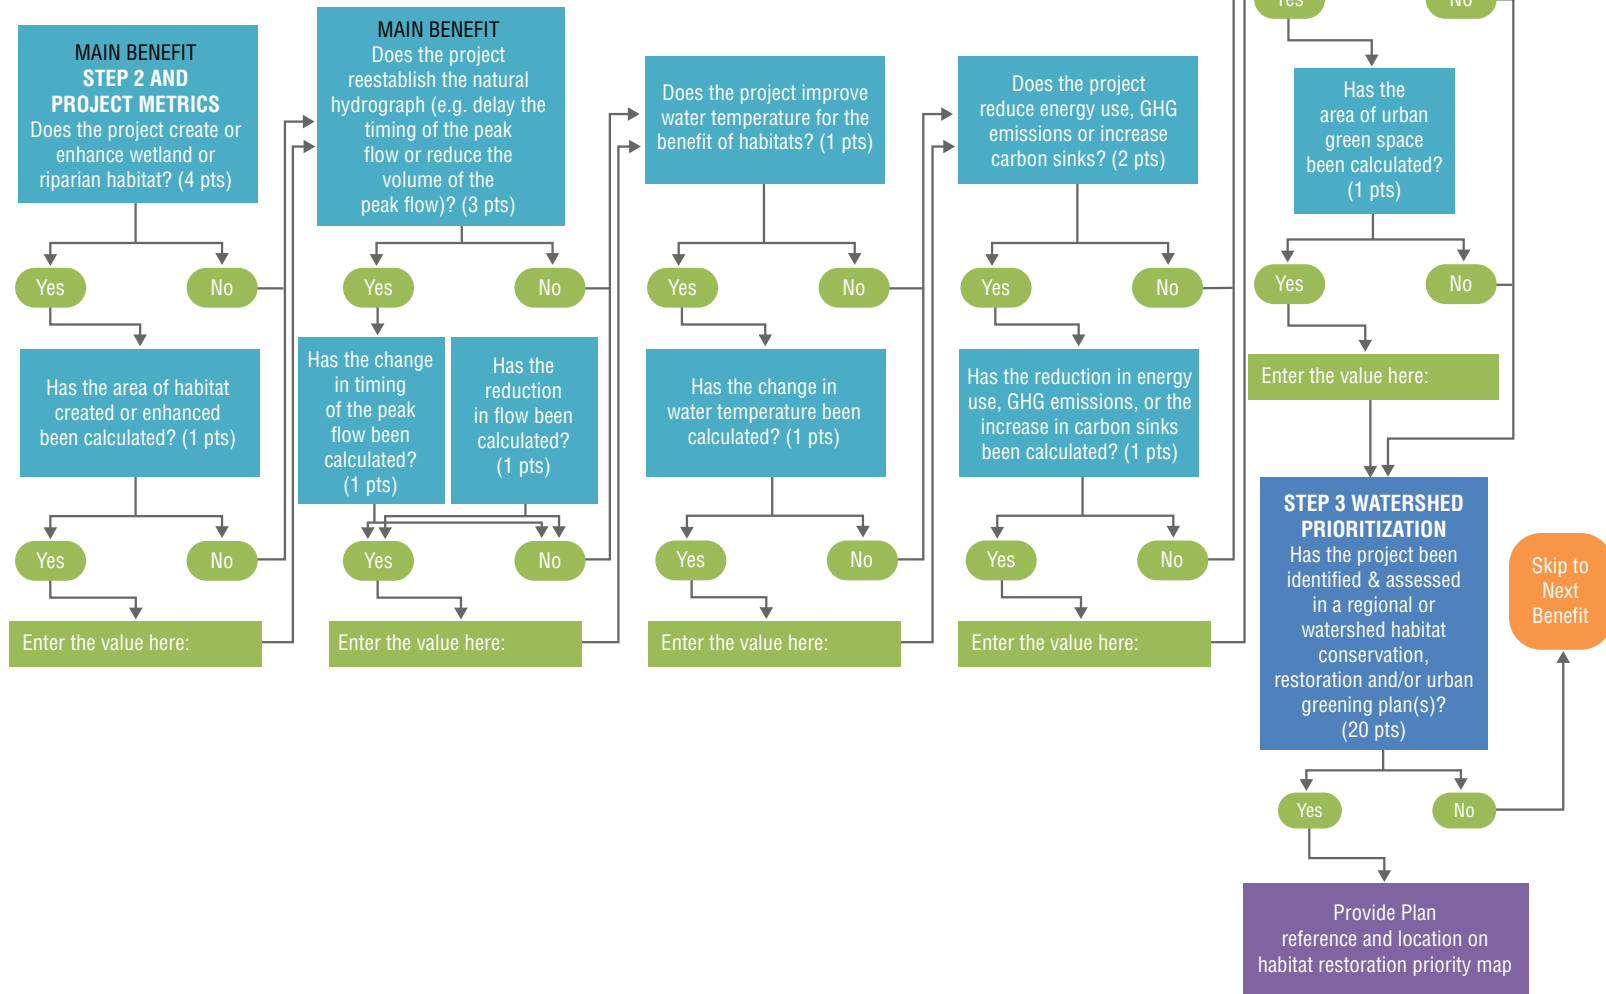 MAIN BENEFIT
STEP 2 AND
PROJECT METRICS
Does the project create or
enhance wetland or
riparian habitat? (4 pts)
Yes
No
Has the area of habitat
created or enhanced
been calculated? (1 pts)
Yes
No
Enter the value here:
MAIN BENEFIT
Does the project
reestablish the natural
hydrograph (e.g. delay the
timing of the peak
flow or reduce the
volume of the
peak flow)? (3 pts)
Yes
No
Has the change
in timing
of the peak
flow been
calculated?
(1 pts)
Has the
reduction
in flow been
calculated?
(1 pts)
Yes
No
Enter the value here:
Does the project improve
water temperature for the
benefit of habitats? (1 pts)
Yes
No
Has the change in
water temperature been
calculated? (1 pts)
Yes
No
Enter the value here:
Does the project
reduce energy use, GHG
emissions or increase
carbon sinks? (2 pts)
Yes
No
Has the reduction in energy
use, GHG emissions, or the
increase in carbon sinks
been calculated? (1 pts)
Yes
No
Enter the value here:
Yes
No
Has the
area of urban
green space
been calculated?
(1 pts)
Yes
No
Enter the value here:
STEP 3 WATERSHED
PRIORITIZATION
Has the project been
identified & assessed
in a regional or
watershed habitat
conservation,
restoration and/or urban
greening plan(s)?
(20 pts)
Yes
No
Skip to
Next
Benefit
Provide Plan
reference and location on
habitat restoration priority map